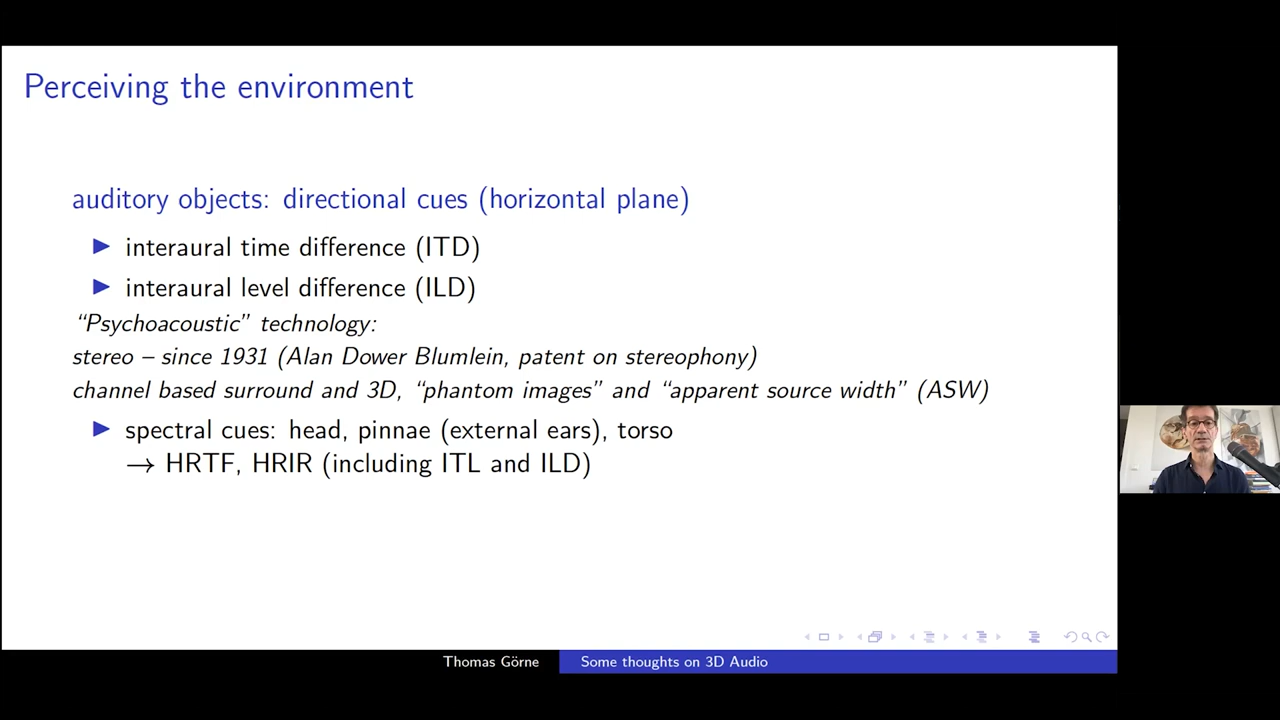 Perceiving the environment
auditory objects: directional cues (horizontal plane)
▶ interaural time difference (ITD)
▶ interaural level difference (ILD)
“Psychoacoustic” technology:
stereo – since 1931 (Alan Dower Blumlein, patent on stereophony)
channel based surround and 3D, “phantom images” and “apparent source width” (ASW)
▶ spectral cues: head, pinnae (external ears), torso
→ HRTF, HRIR (including ITL and ILD)
Thomas Görne
Some thoughts on 3D Audio